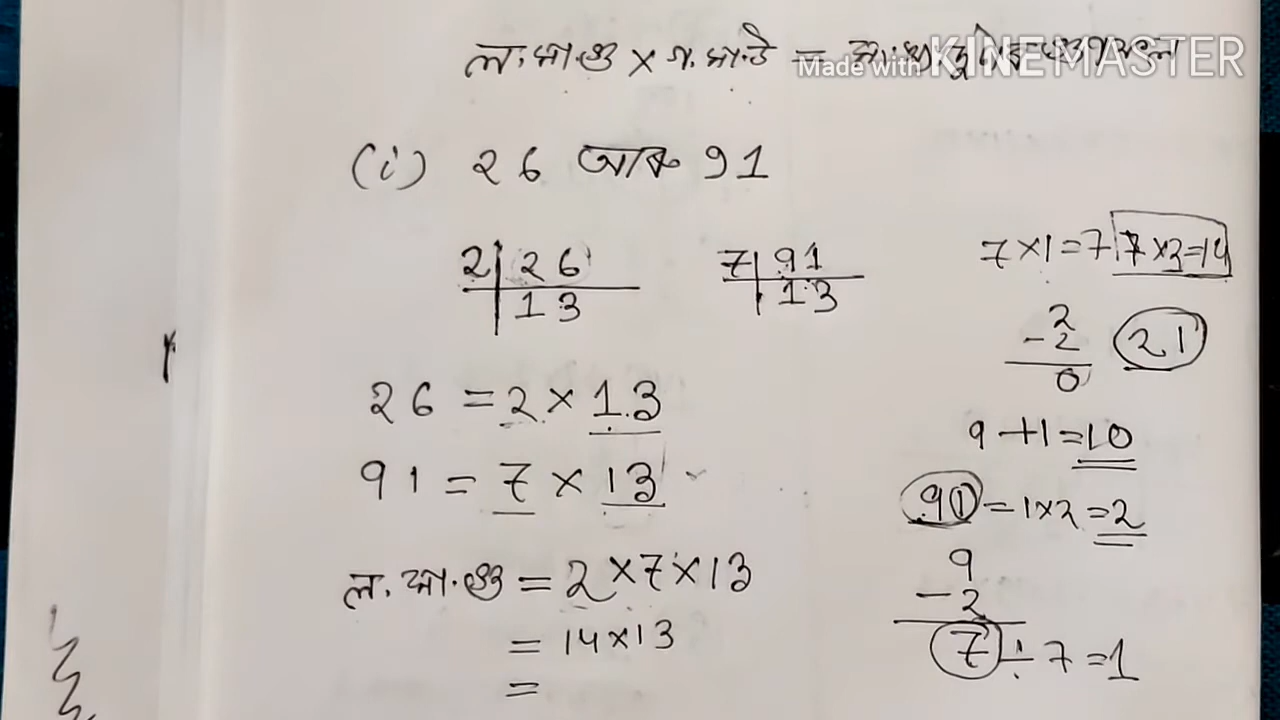 ল.সা.গু × গ.সা.উ =
Made with KINEMASTER
(i) 26 আৰু 91
2 | 26
13
7 | 91
13
26 = 2 × 13
91 = 7 × 13
ল.সা.গু = 2 × 7 × 13
= 14 × 13
=
7 × 1 = 7
7 × 3 = 14
2
- 2
0
21
9 + 1 = 10
91 = 1 × 2 = 2
9
- 2
7 ÷ 7 = 1